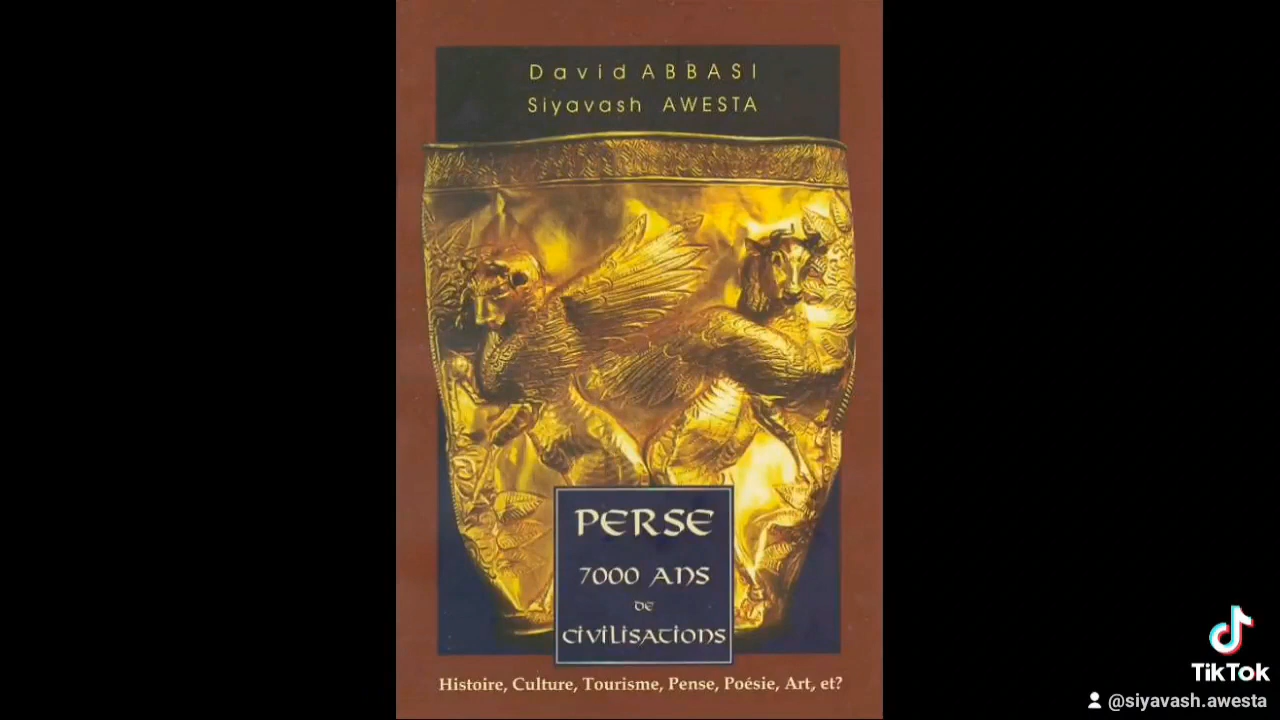 David ABBASI
Siyavash AWESTA
PERSE
7000 ANS
DE
CIVILISATIONS
Histoire, Culture, Tourisme, Pense, Poésie, Art, et?
TikTok
@siyavash.awesta